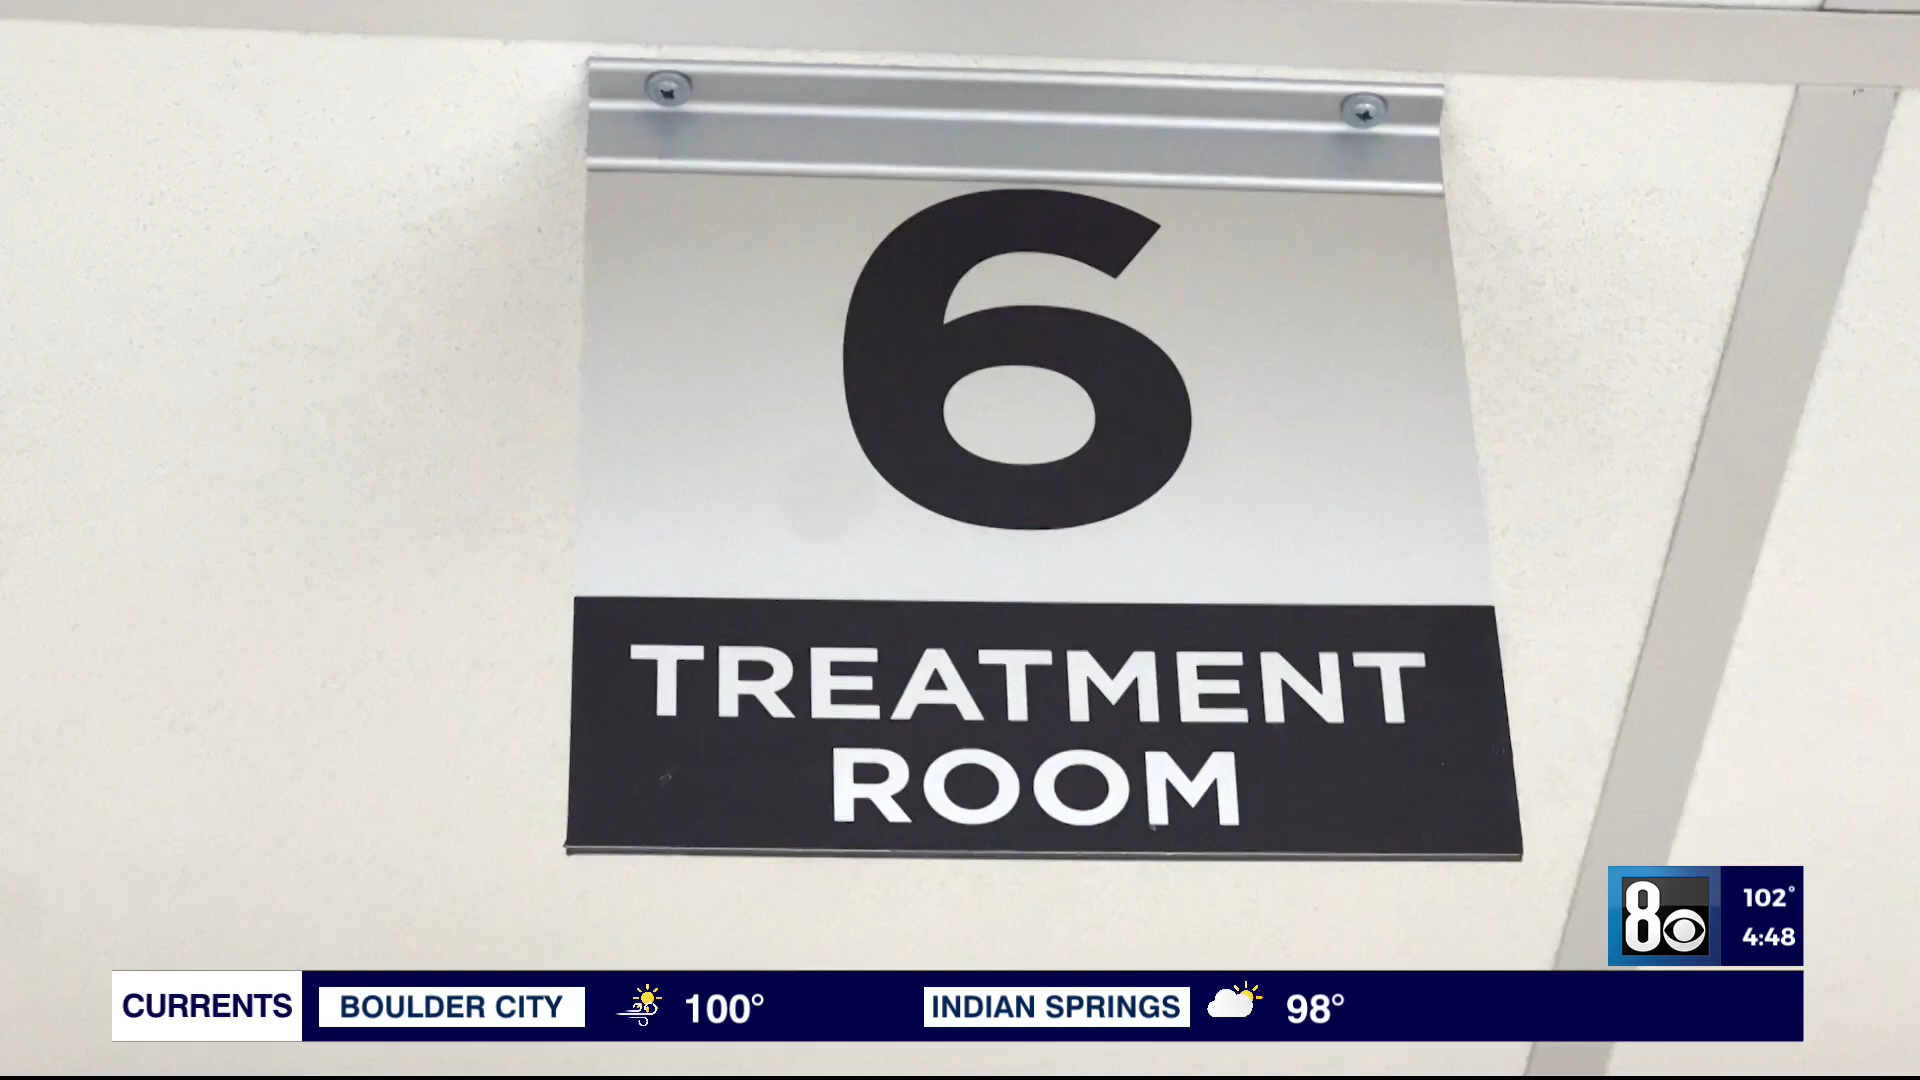 6
TREATMENT
ROOM
8
102°
4:48
CURRENTS
BOULDER CITY
100°
INDIAN SPRINGS
98°